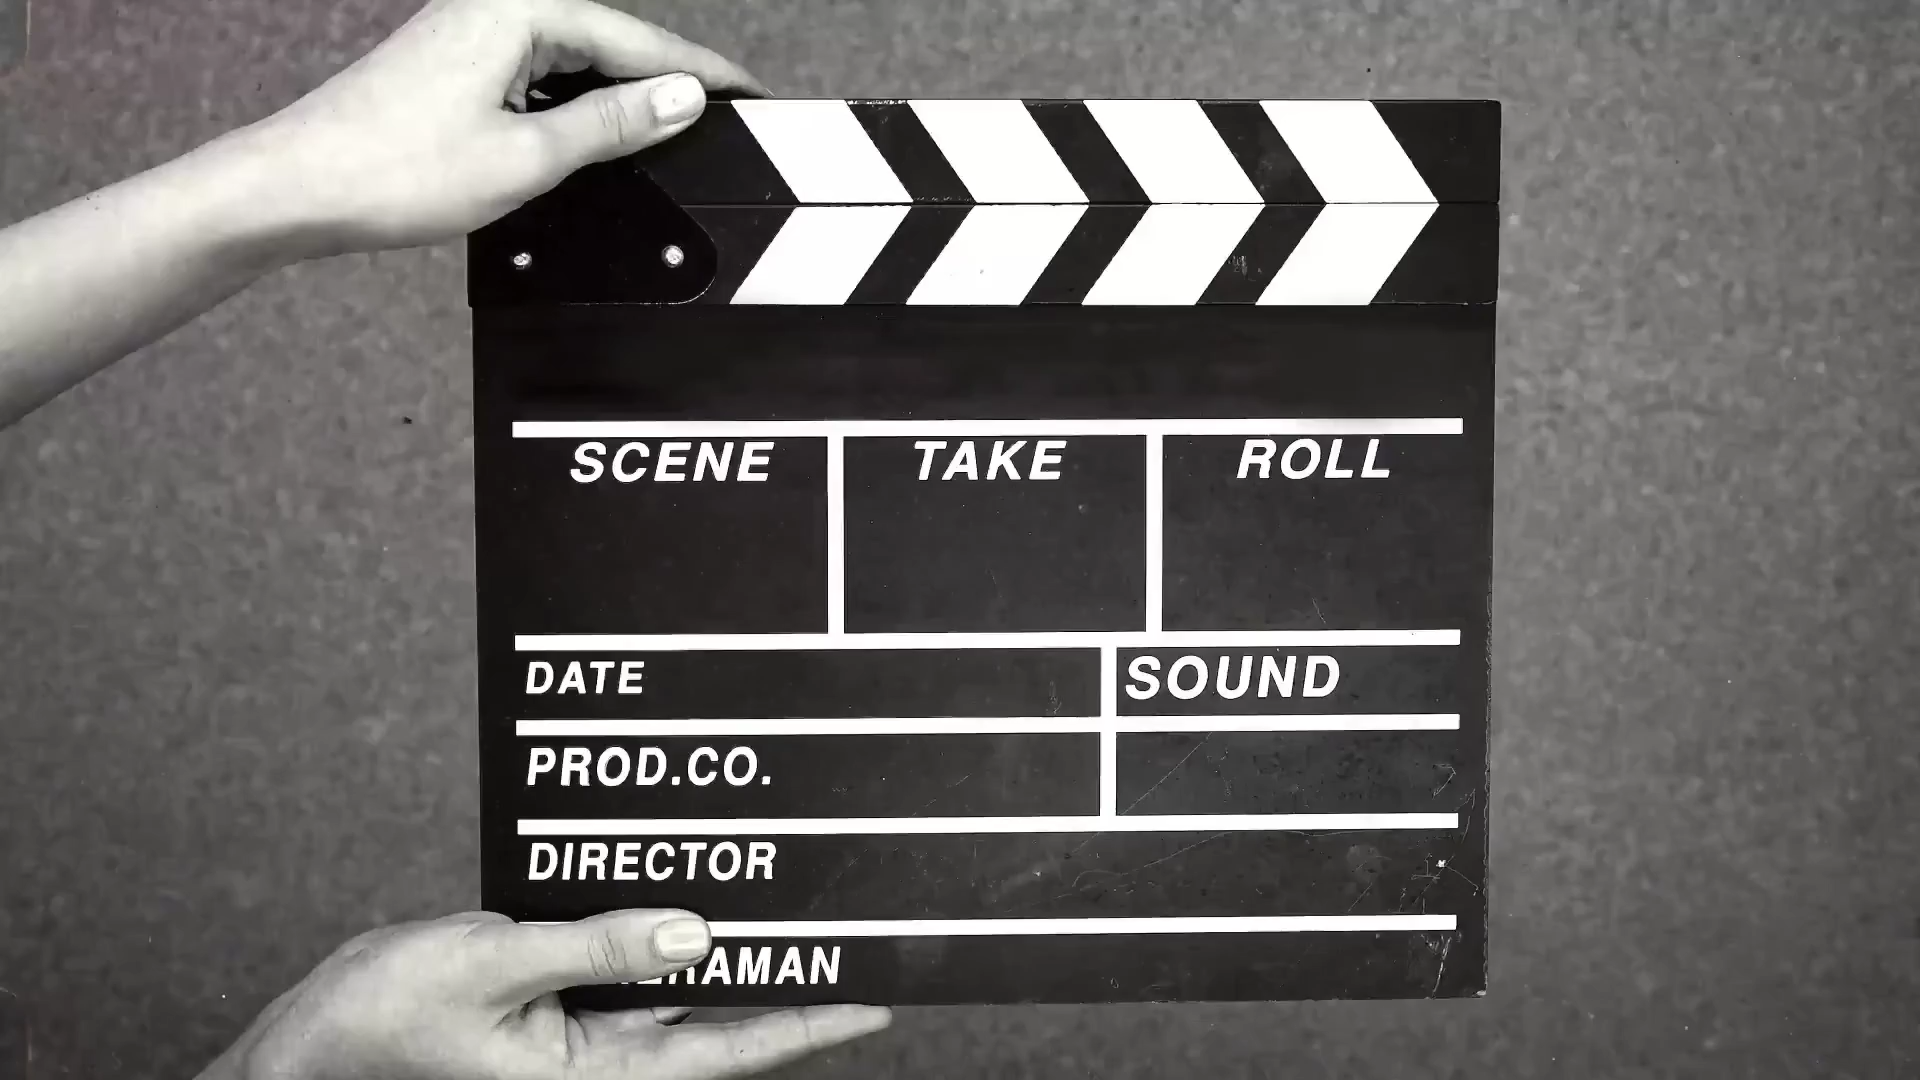 SCENE TAKE ROLL
DATE SOUND
PROD.CO.
DIRECTOR